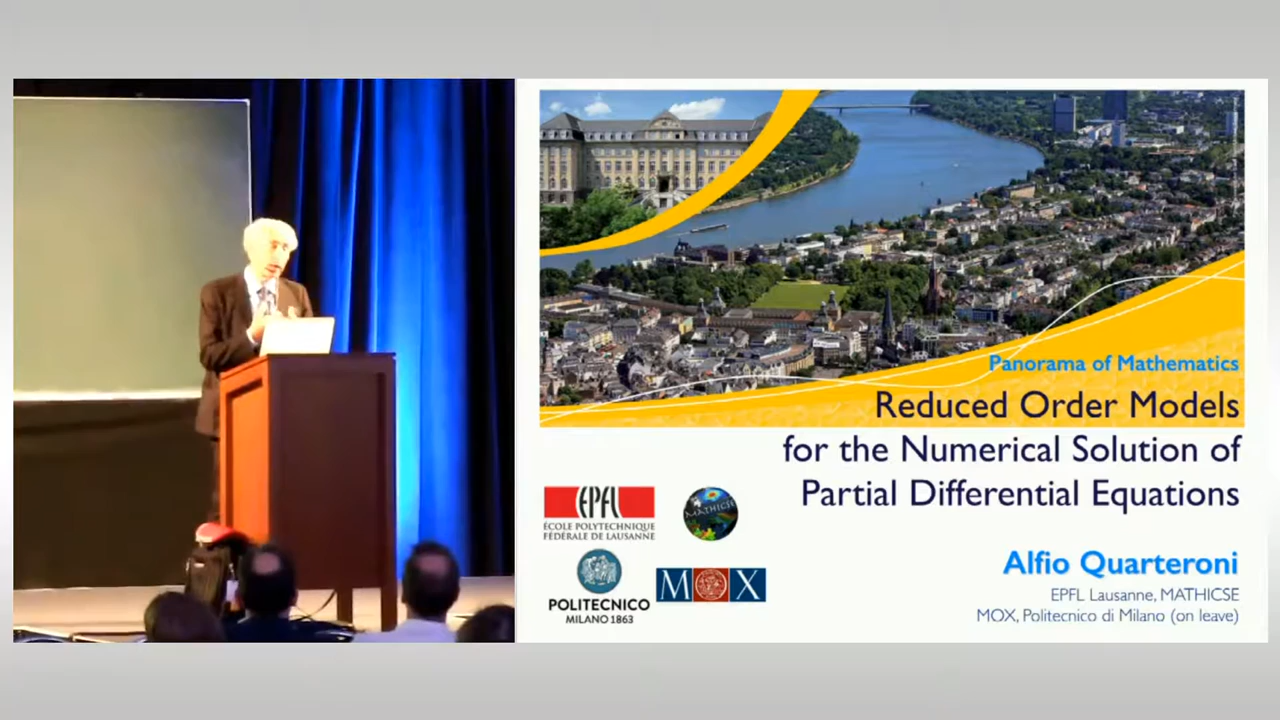 Panorama of Mathematics
Reduced Order Models
for the Numerical Solution of
Partial Differential Equations
EPFL
ÉCOLE POLYTECHNIQUE
FÉDÉRALE DE LAUSANNE
MATHICSE
POLITECNICO
MILANO 1863
MOX
Alfio Quarteroni
EPFL Lausanne, MATHICSE
MOX, Politecnico di Milano (on leave)